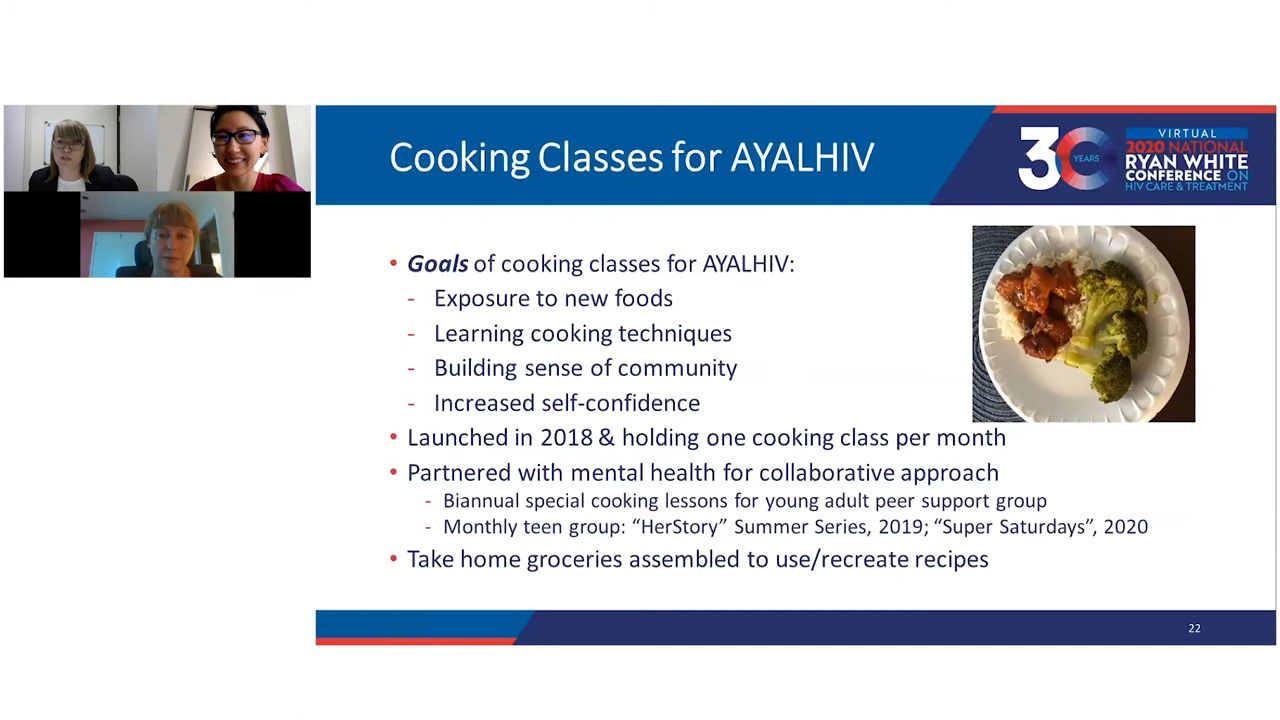 Cooking Classes for AYALHIV
30 YEARS
VIRTUAL
2020 NATIONAL
RYAN WHITE
CONFERENCE ON
HIV CARE & TREATMENT
• Goals of cooking classes for AYALHIV:
- Exposure to new foods
- Learning cooking techniques
- Building sense of community
- Increased self-confidence
• Launched in 2018 & holding one cooking class per month
• Partnered with mental health for collaborative approach
- Biannual special cooking lessons for young adult peer support group
- Monthly teen group: “HerStory” Summer Series, 2019; “Super Saturdays”, 2020
• Take home groceries assembled to use/recreate recipes
22